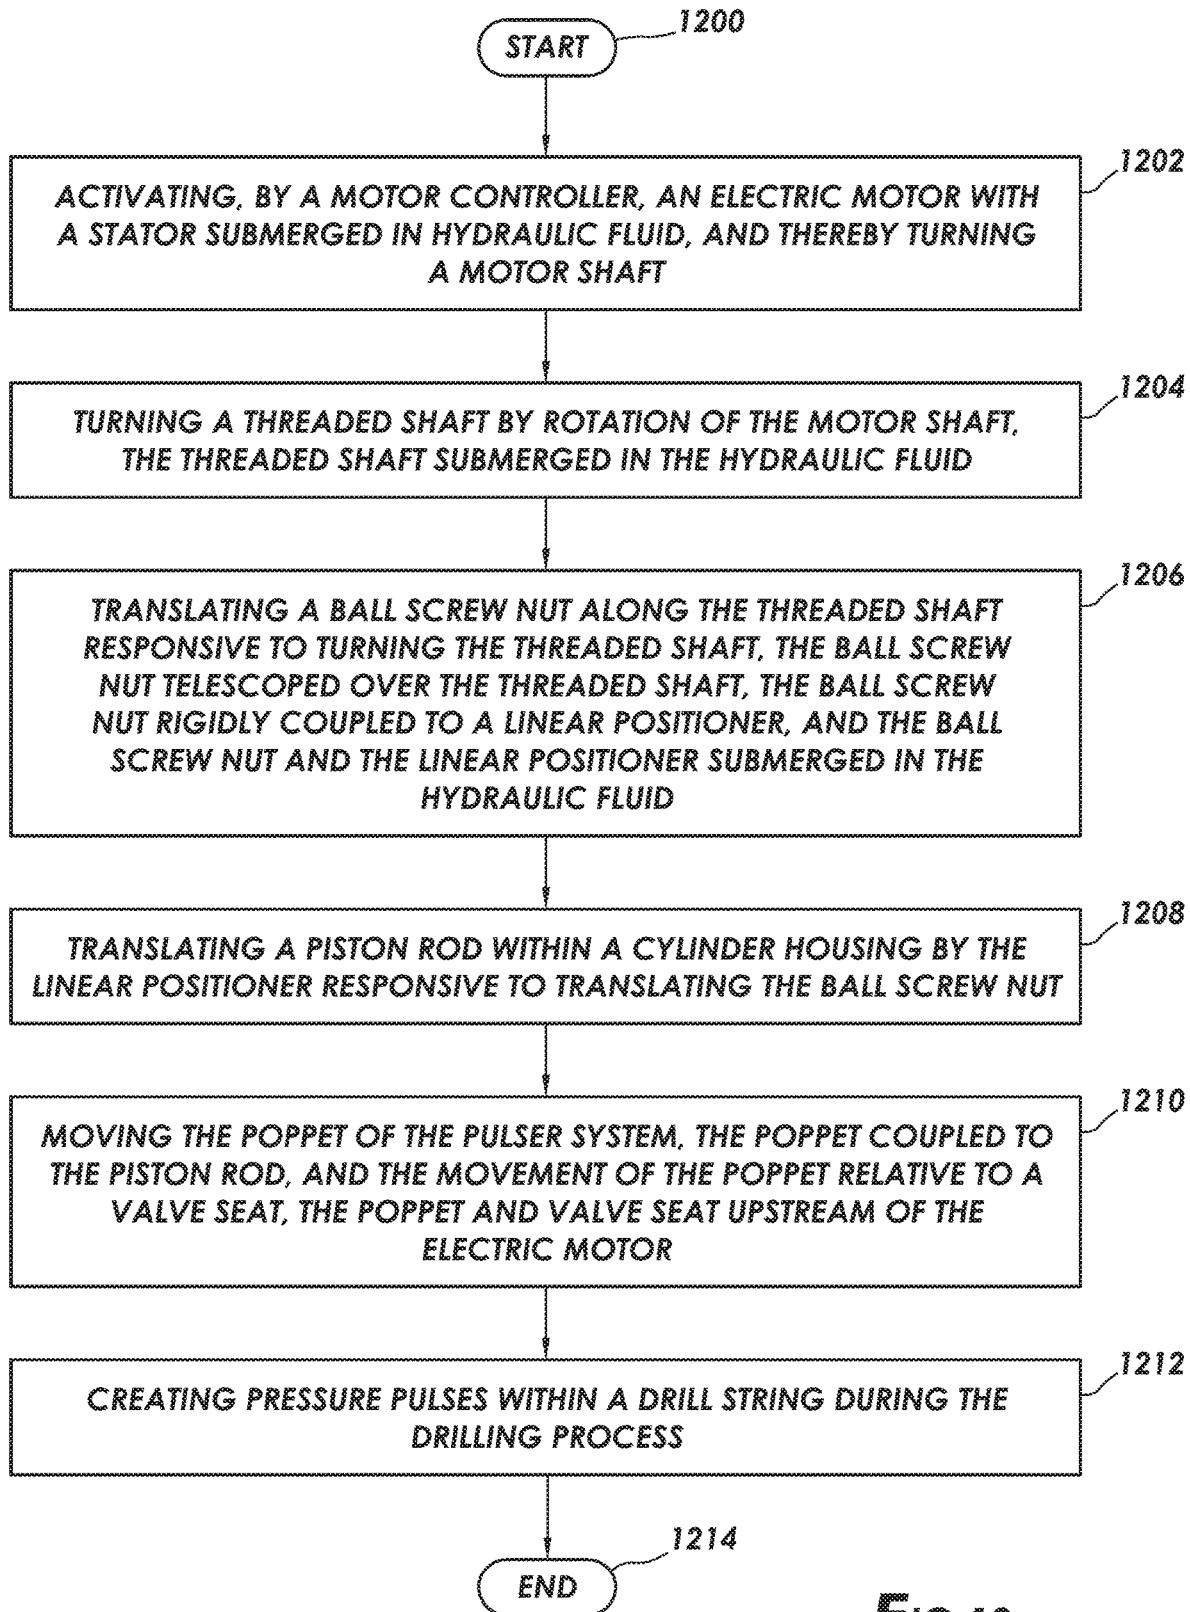 START
1200
1202
ACTIVATING, BY A MOTOR CONTROLLER, AN ELECTRIC MOTOR WITH
A STATOR SUBMERGED IN HYDRAULIC FLUID, AND THEREBY TURNING
A MOTOR SHAFT
1204
TURNING A THREADED SHAFT BY ROTATION OF THE MOTOR SHAFT,
THE THREADED SHAFT SUBMERGED IN THE HYDRAULIC FLUID
1206
TRANSLATING A BALL SCREW NUT ALONG THE THREADED SHAFT
RESPONSIVE TO TURNING THE THREADED SHAFT, THE BALL SCREW
NUT TELESCOPED OVER THE THREADED SHAFT, THE BALL SCREW
NUT RIGIDLY COUPLED TO A LINEAR POSITIONER, AND THE BALL
SCREW NUT AND THE LINEAR POSITIONER SUBMERGED IN THE
HYDRAULIC FLUID
1208
TRANSLATING A PISTON ROD WITHIN A CYLINDER HOUSING BY THE
LINEAR POSITIONER RESPONSIVE TO TRANSLATING THE BALL SCREW NUT
1210
MOVING THE POPPET OF THE PULSER SYSTEM, THE POPPET COUPLED TO
THE PISTON ROD, AND THE MOVEMENT OF THE POPPET RELATIVE TO A
VALVE SEAT, THE POPPET AND VALVE SEAT UPSTREAM OF THE
ELECTRIC MOTOR
1212
CREATING PRESSURE PULSES WITHIN A DRILL STRING DURING THE
DRILLING PROCESS
1214
END